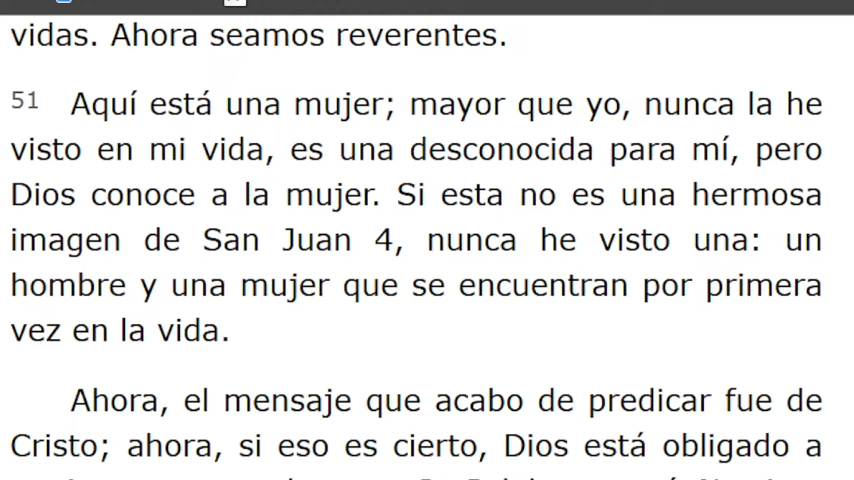 vidas. Ahora seamos reverentes.
51 Aquí está una mujer; mayor que yo, nunca la he
visto en mi vida, es una desconocida para mí, pero
Dios conoce a la mujer. Si esta no es una hermosa
imagen de San Juan 4, nunca he visto una: un
hombre y una mujer que se encuentran por primera
vez en la vida.
Ahora, el mensaje que acabo de predicar fue de
Cristo; ahora, si eso es cierto, Dios está obligado a